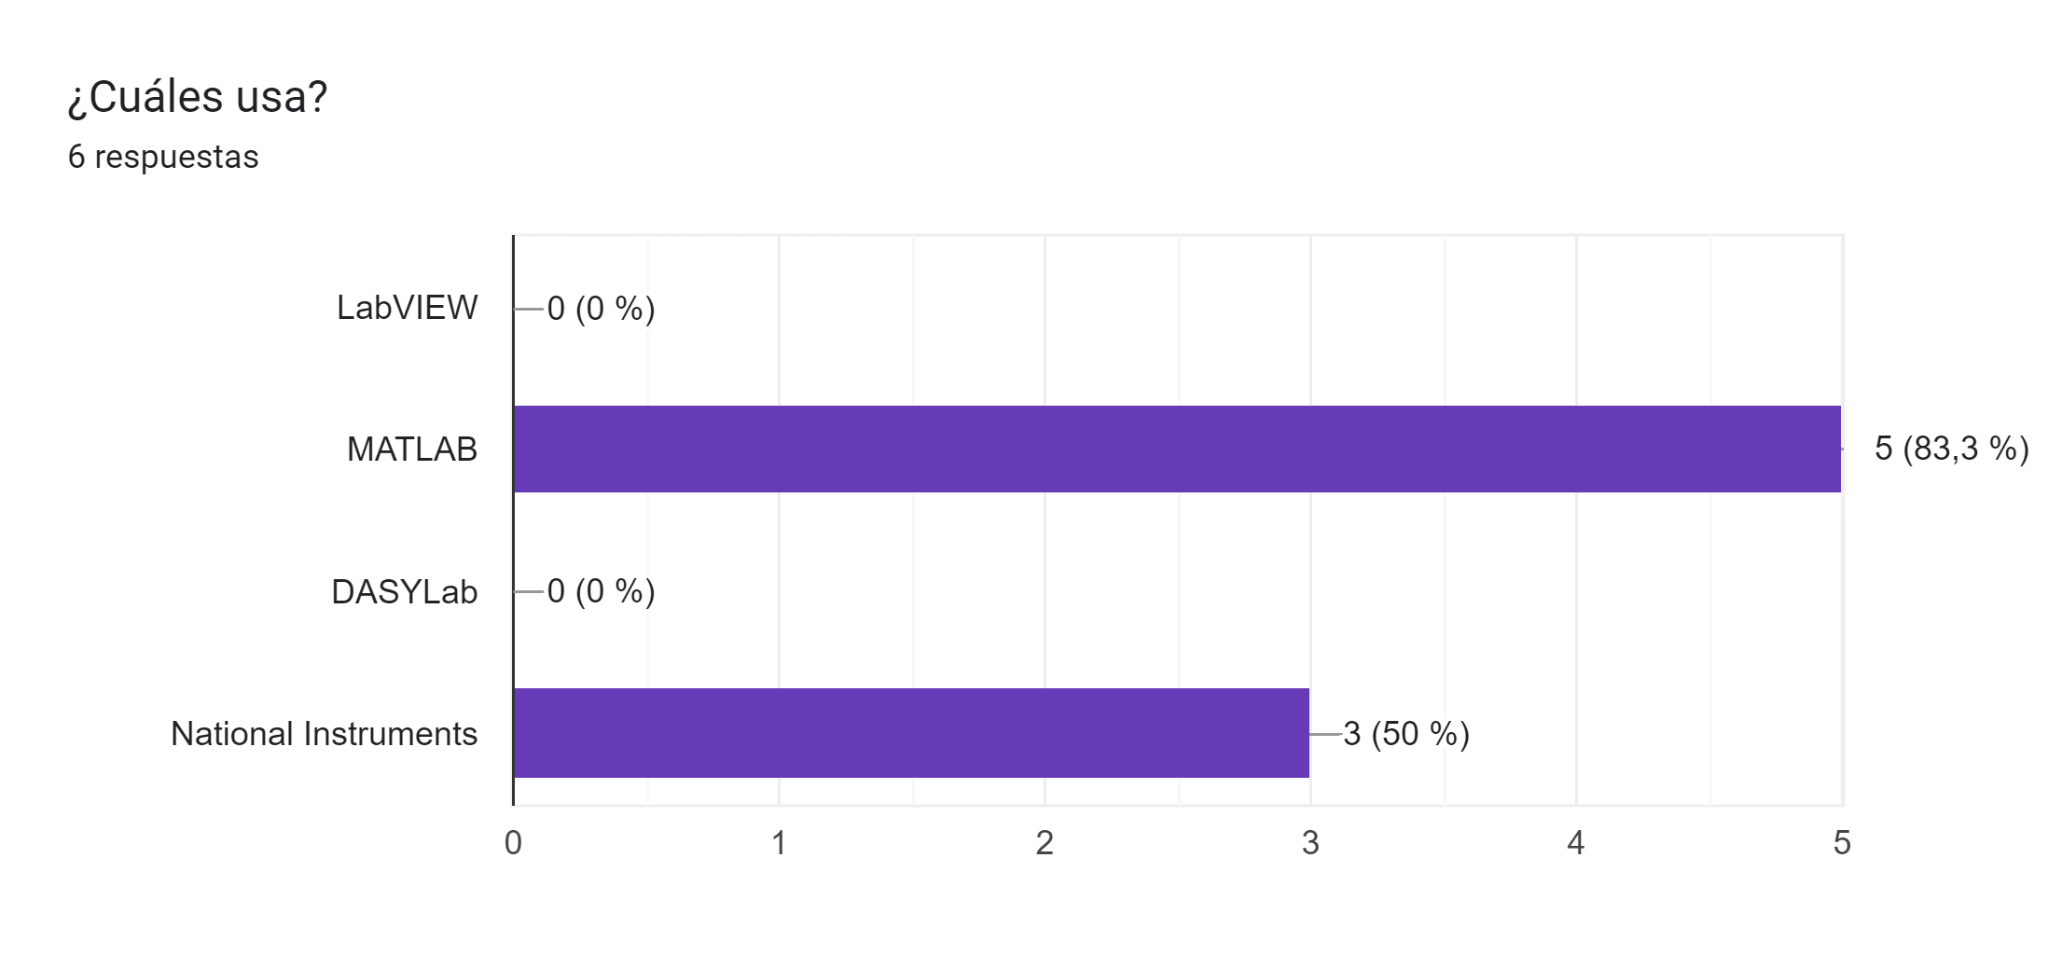 ¿Cuáles usa?
6 respuestas
LabVIEW 0 (0 %)
MATLAB 5 (83,3 %)
DASYLab 0 (0 %)
National Instruments 3 (50 %)
0 1 2 3 4 5